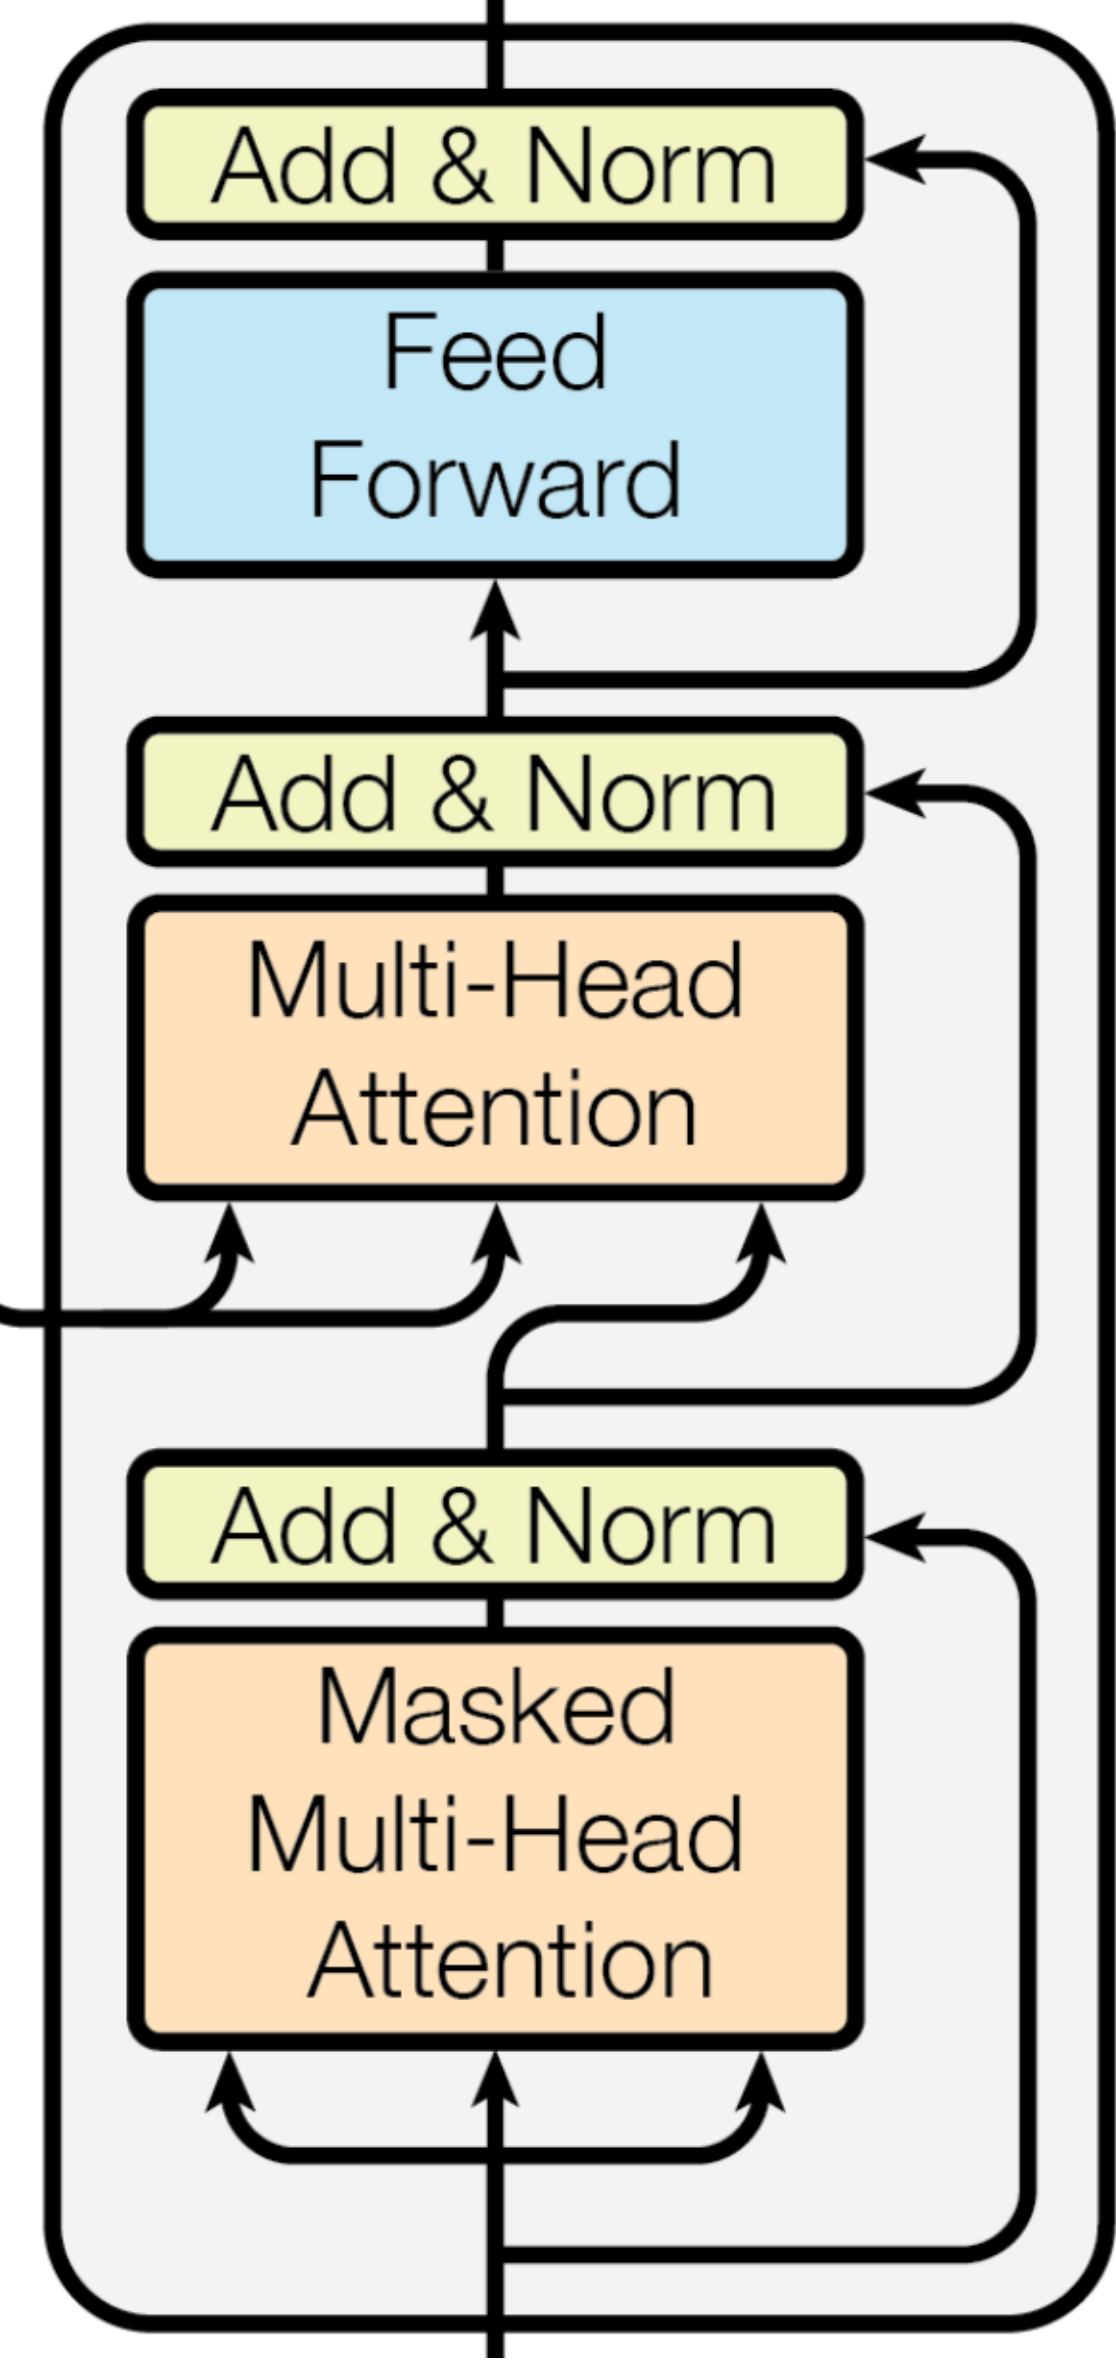 Add & Norm
Feed
Forward
Add & Norm
Multi-Head
Attention
Add & Norm
Masked
Multi-Head
Attention